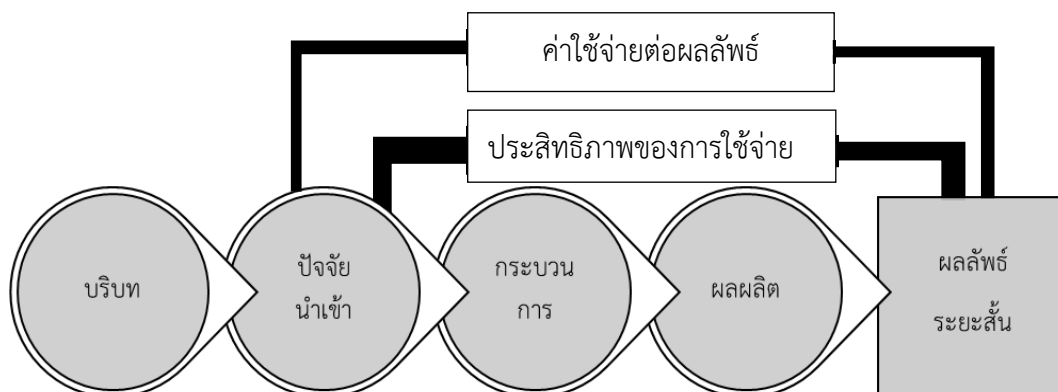 ค่าใช้จ่ายต่อผลลัพธ์
ประสิทธิภาพของการใช้จ่าย
บริบท
ปัจจัย
นำเข้า
กระบวน
การ
ผลผลิต
ผลลัพธ์
ระยะสั้น